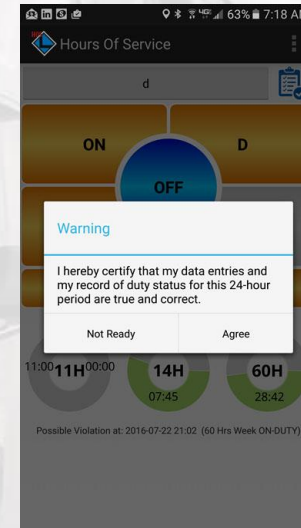 4G 63% 7:18 AM
HOS
Hours Of Service
d
ON
D
OFF
Warning
I hereby certify that my data entries and
my record of duty status for this 24-hour
period are true and correct.
Not Ready
Agree
11:00 11H 00:00
14H
07:45
60H
28:42
Possible Violation at: 2016-07-22 21:02 (60 Hrs Week ON-DUTY)